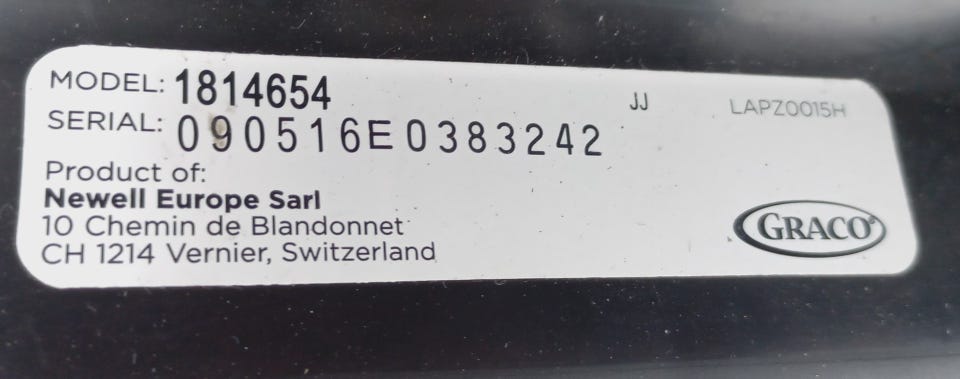 MODEL: 1814654
JJ
LAPZ0015H
SERIAL: 090516E0383242
Product of:
Newell Europe Sarl
10 Chemin de Blandonnet
CH 1214 Vernier, Switzerland
GRACO®